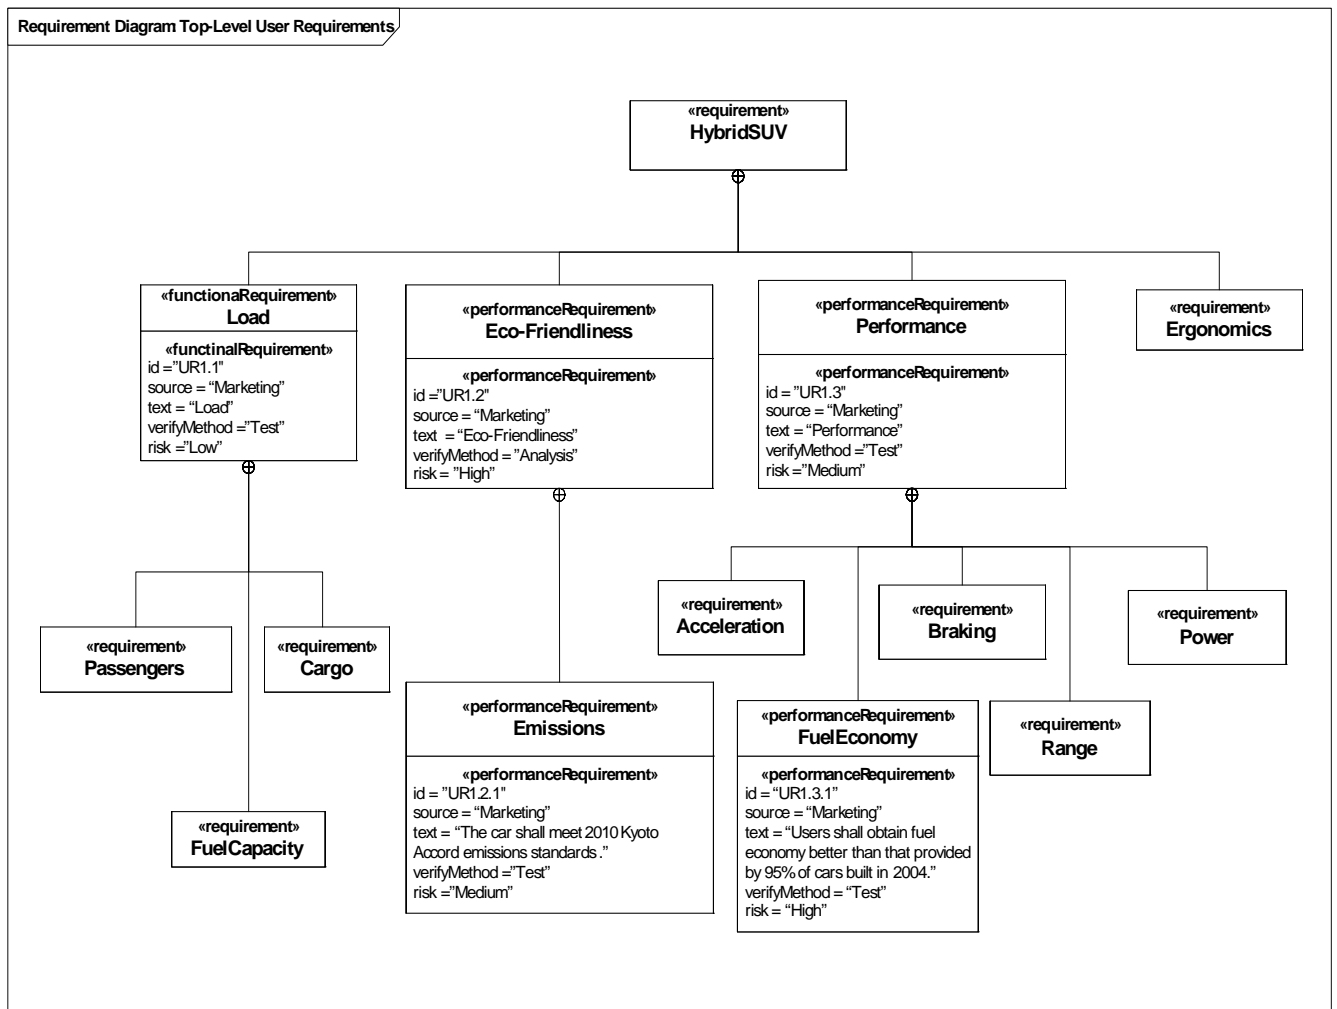 Requirement Diagram: Top-Level User Requirements
«requirement»
HybridSUV
«functionaRequirement»
Load
«functinalRequirement»
id ="UR1.1"
source = “Marketing”
text = “Load”
verifyMethod =”Test”
risk =”Low”
«performanceRequirement»
Eco-Friendliness
«performanceRequirement»
id =”UR1.2"
source = “Marketing”
text = “Eco-Friendliness”
verifyMethod =”Analysis”
risk = ”High”
«performanceRequirement»
Performance
«performanceRequirement»
id =”UR1.3"
source = “Marketing”
text = “Performance”
verifyMethod =”Test”
risk =”Medium”
«requirement»
Ergonomics
«requirement»
Passengers
«requirement»
Cargo
«requirement»
FuelCapacity
«performanceRequirement»
Emissions
«performanceRequirement»
id = ”UR1.2.1"
source = “Marketing”
text = “The car shall meet 2010 Kyoto
Accord emissions standards .”
verifyMethod =”Test”
risk =”Medium”
«requirement»
Acceleration
«performanceRequirement»
FuelEconomy
«performanceRequirement»
id = “UR1.3.1”
source = “Marketing”
text = “Users shall obtain fuel
economy better than that provided
by 95% of cars built in 2004.”
verifyMethod = “Test”
risk = “High”
«requirement»
Braking
«requirement»
Range
«requirement»
Power